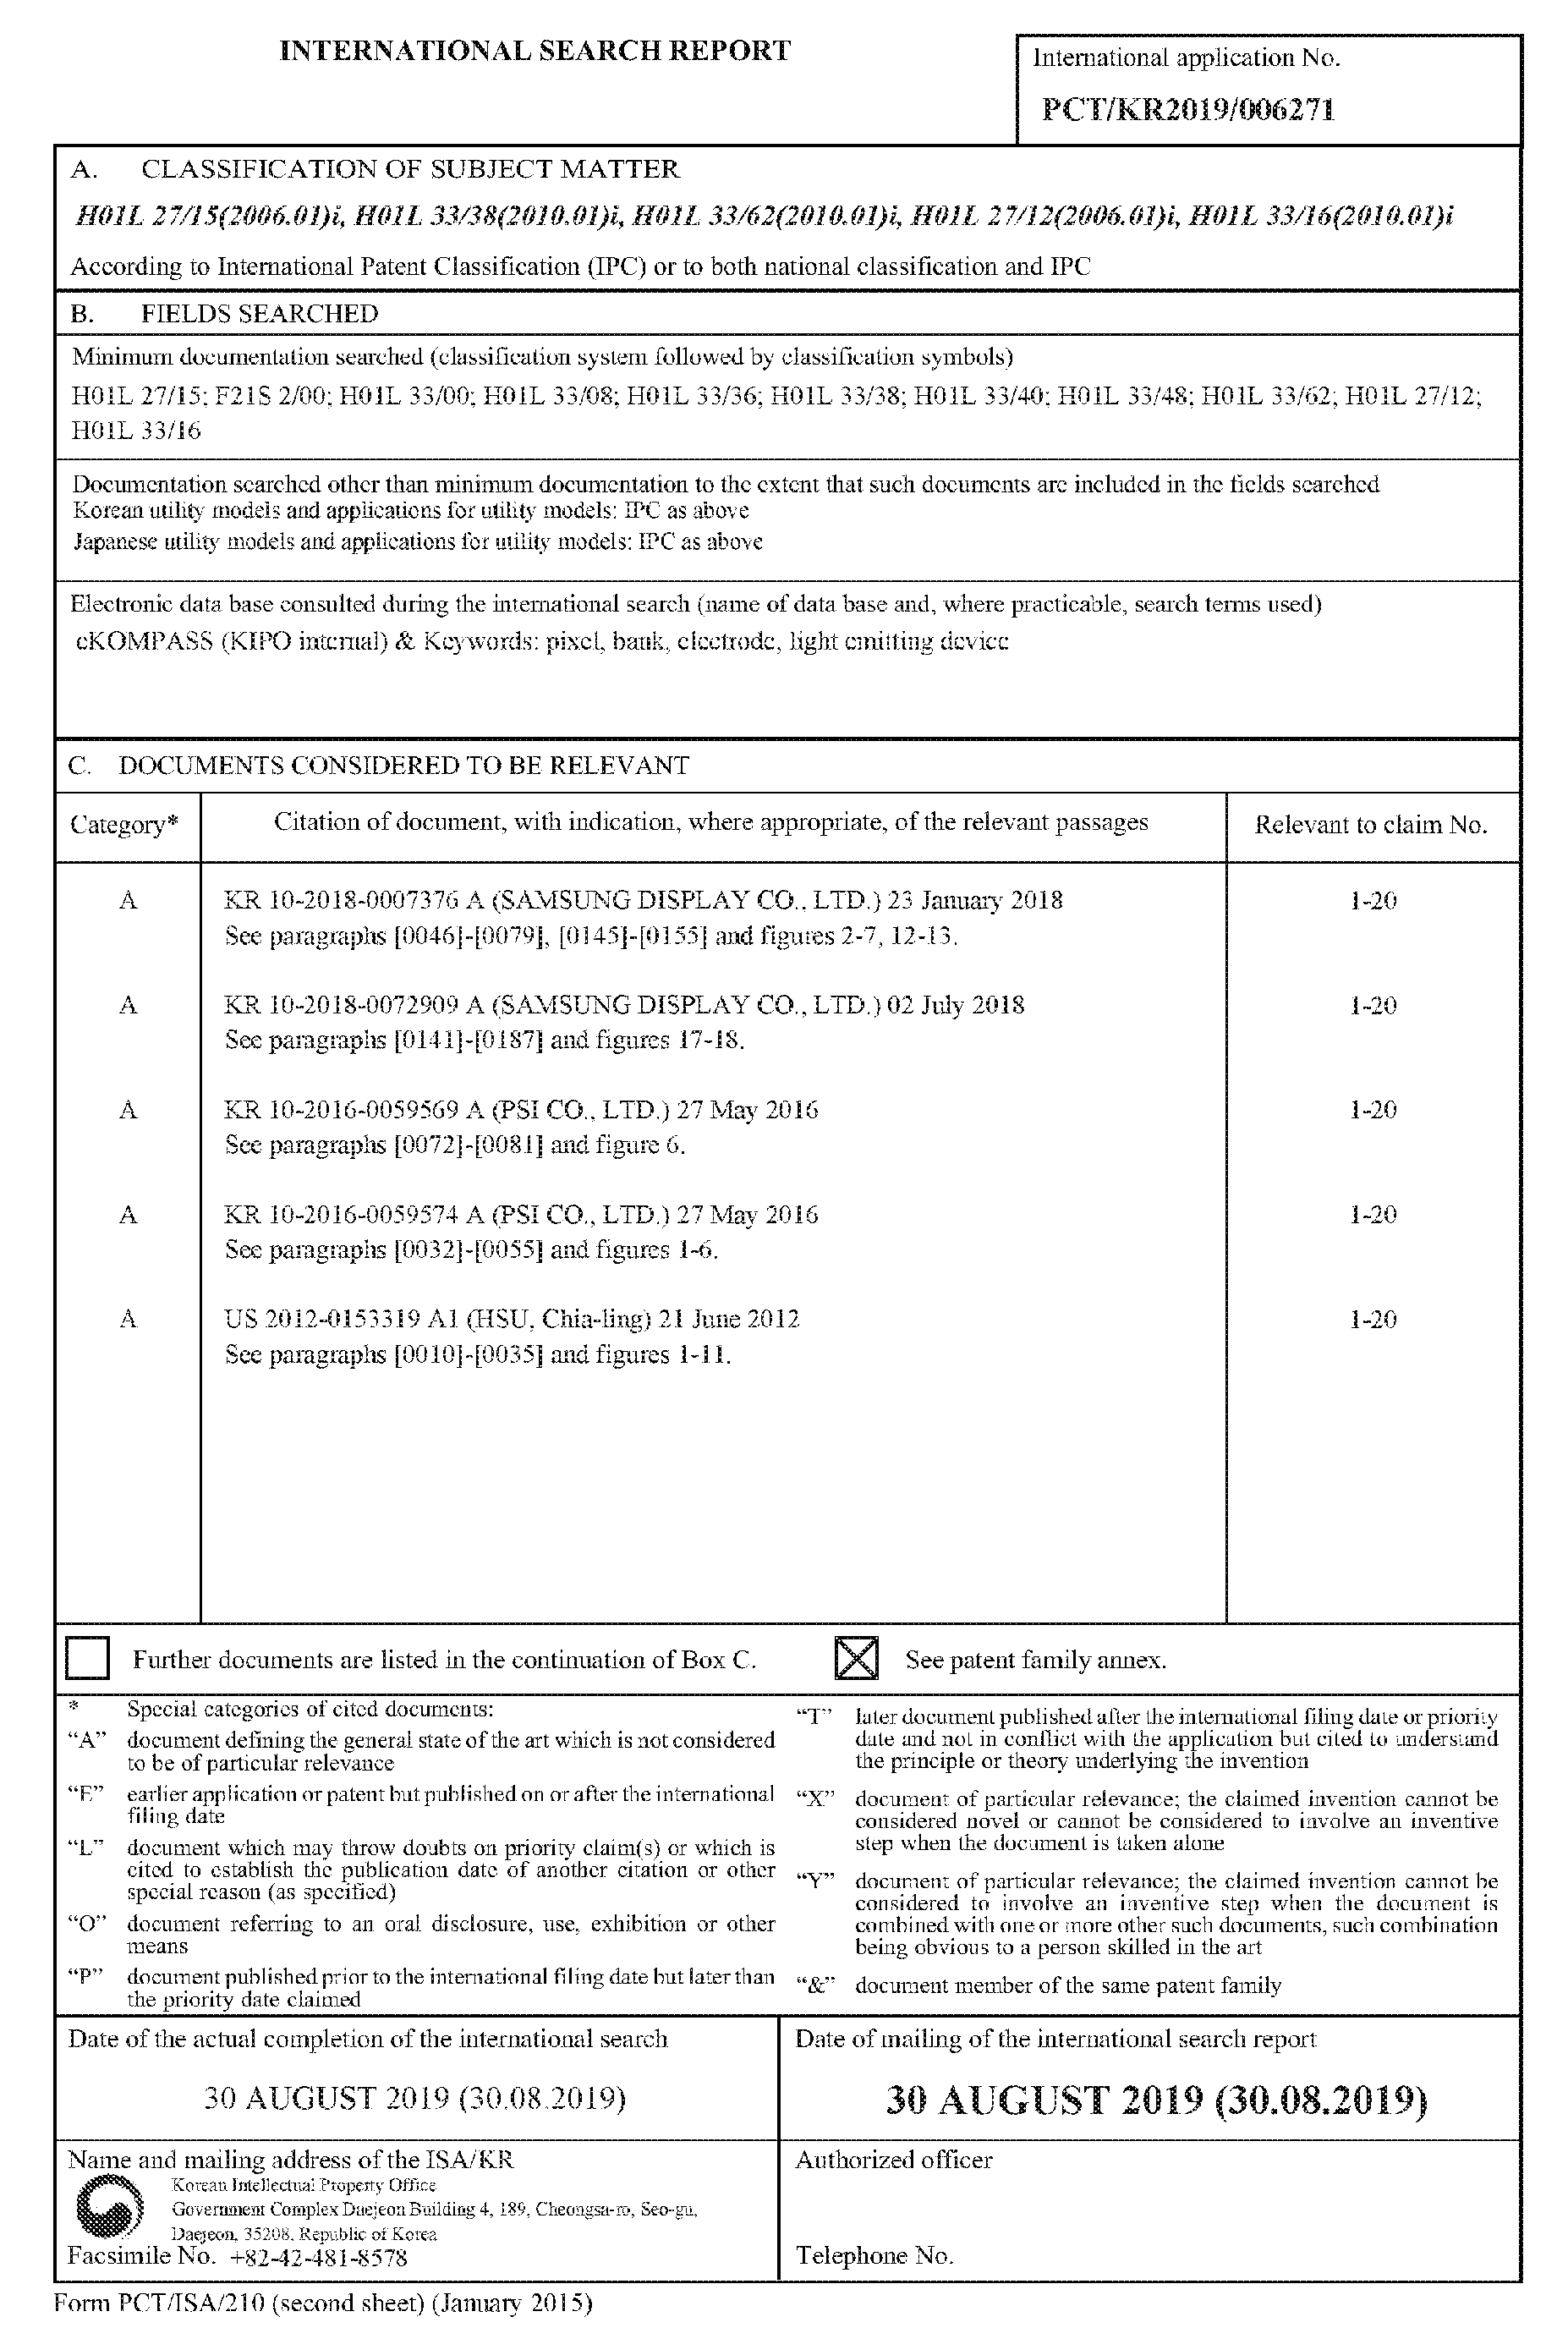 INTERNATIONAL SEARCH REPORT
International application No.
PCT/KR2019/006271
A. CLASSIFICATION OF SUBJECT MATTER
H01L 27/15(2006.01)i, H01L 33/38(2010.01)i, H01L 33/62(2010.01)i, H01L 27/12(2006.01)i, H01L 33/16(2010.01)i
According to International Patent Classification (IPC) or to both national classification and IPC
B. FIELDS SEARCHED
Minimum documentation searched (classification system followed by classification symbols)
H01L 27/15; F21S 2/00; H01L 33/00; H01L 33/08; H01L 33/36; H01L 33/38; H01L 33/40; H01L 33/48; H01L 33/62; H01L 27/12;
H01L 33/16
Documentation searched other than minimum documentation to the extent that such documents are included in the fields searched
Korean utility models and applications for utility models: IPC as above
Japanese utility models and applications for utility models: IPC as above
Electronic data base consulted during the international search (name of data base and, where practicable, search terms used)
eKOMPASS (KIPO internal) & Keywords: pixel, bank, electrode, light emitting device
C. DOCUMENTS CONSIDERED TO BE RELEVANT
Category* Citation of document, with indication, where appropriate, of the relevant passages Relevant to claim No.
A KR 10-2018-0007376 A (SAMSUNG DISPLAY CO., LTD.) 23 January 2018 1-20
See paragraphs [0046]-[0079], [0145]-[0155] and figures 2-7, 12-13.
A KR 10-2018-0072909 A (SAMSUNG DISPLAY CO., LTD.) 02 July 2018 1-20
See paragraphs [0141]-[0187] and figures 17-18.
A KR 10-2016-0059569 A (PSI CO., LTD.) 27 May 2016 1-20
See paragraphs [0072]-[0081] and figure 6.
A KR 10-2016-0059574 A (PSI CO., LTD.) 27 May 2016 1-20
See paragraphs [0032]-[0055] and figures 1-6.
A US 2012-0153319 A1 (HSU, Chia-ling) 21 June 2012 1-20
See paragraphs [0010]-[0035] and figures 1-11.
Further documents are listed in the continuation of Box C. See patent family annex.
* Special categories of cited documents:
“A” document defining the general state of the art which is not considered
to be of particular relevance
“E” earlier application or patent but published on or after the international
filing date
“L” document which may throw doubts on priority claim(s) or which is
cited to establish the publication date of another citation or other
special reason (as specified)
“O” document referring to an oral disclosure, use, exhibition or other
means
“P” document published prior to the international filing date but later than
the priority date claimed
“T” later document published after the international filing date or priority
date and not in conflict with the application but cited to understand
the principle or theory underlying the invention
“X” document of particular relevance; the claimed invention cannot be
considered novel or cannot be considered to involve an inventive
step when the document is taken alone
“Y” document of particular relevance; the claimed invention cannot be
considered to involve an inventive step when the document is
combined with one or more other such documents, such combination
being obvious to a person skilled in the art
“&” document member of the same patent family
Date of the actual completion of the international search
30 AUGUST 2019 (30.08.2019)
Date of mailing of the international search report
30 AUGUST 2019 (30.08.2019)
Name and mailing address of the ISA/KR
Korean Intellectual Property Office
Government Complex Daejeon Building 4, 189, Cheongsa-ro, Seo-gu,
Daejeon, 35208, Republic of Korea
Facsimile No. +82-42-481-8578
Authorized officer
Telephone No.
Form PCT/ISA/210 (second sheet) (January 2015)